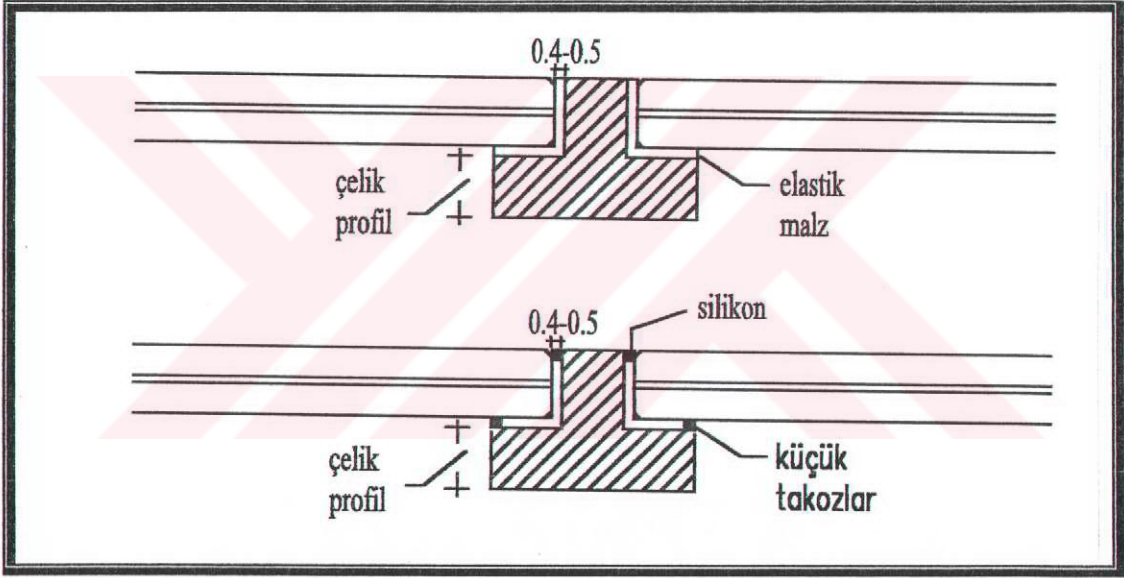 0.4-0.5
çelik
profil
elastik
malz
silikon
0.4-0.5
çelik
profil
küçük
takozlar